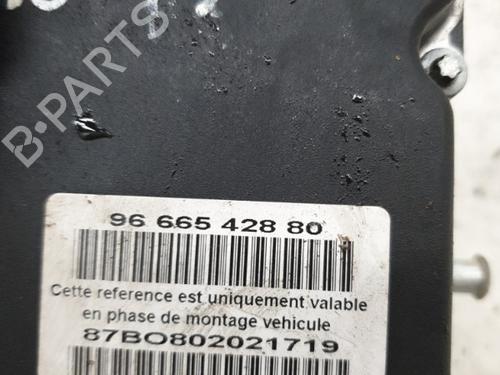 B-PARTS
96 665 428 80
Cette reference est uniquement valable
en phase de montage vehicule
87BO802021719